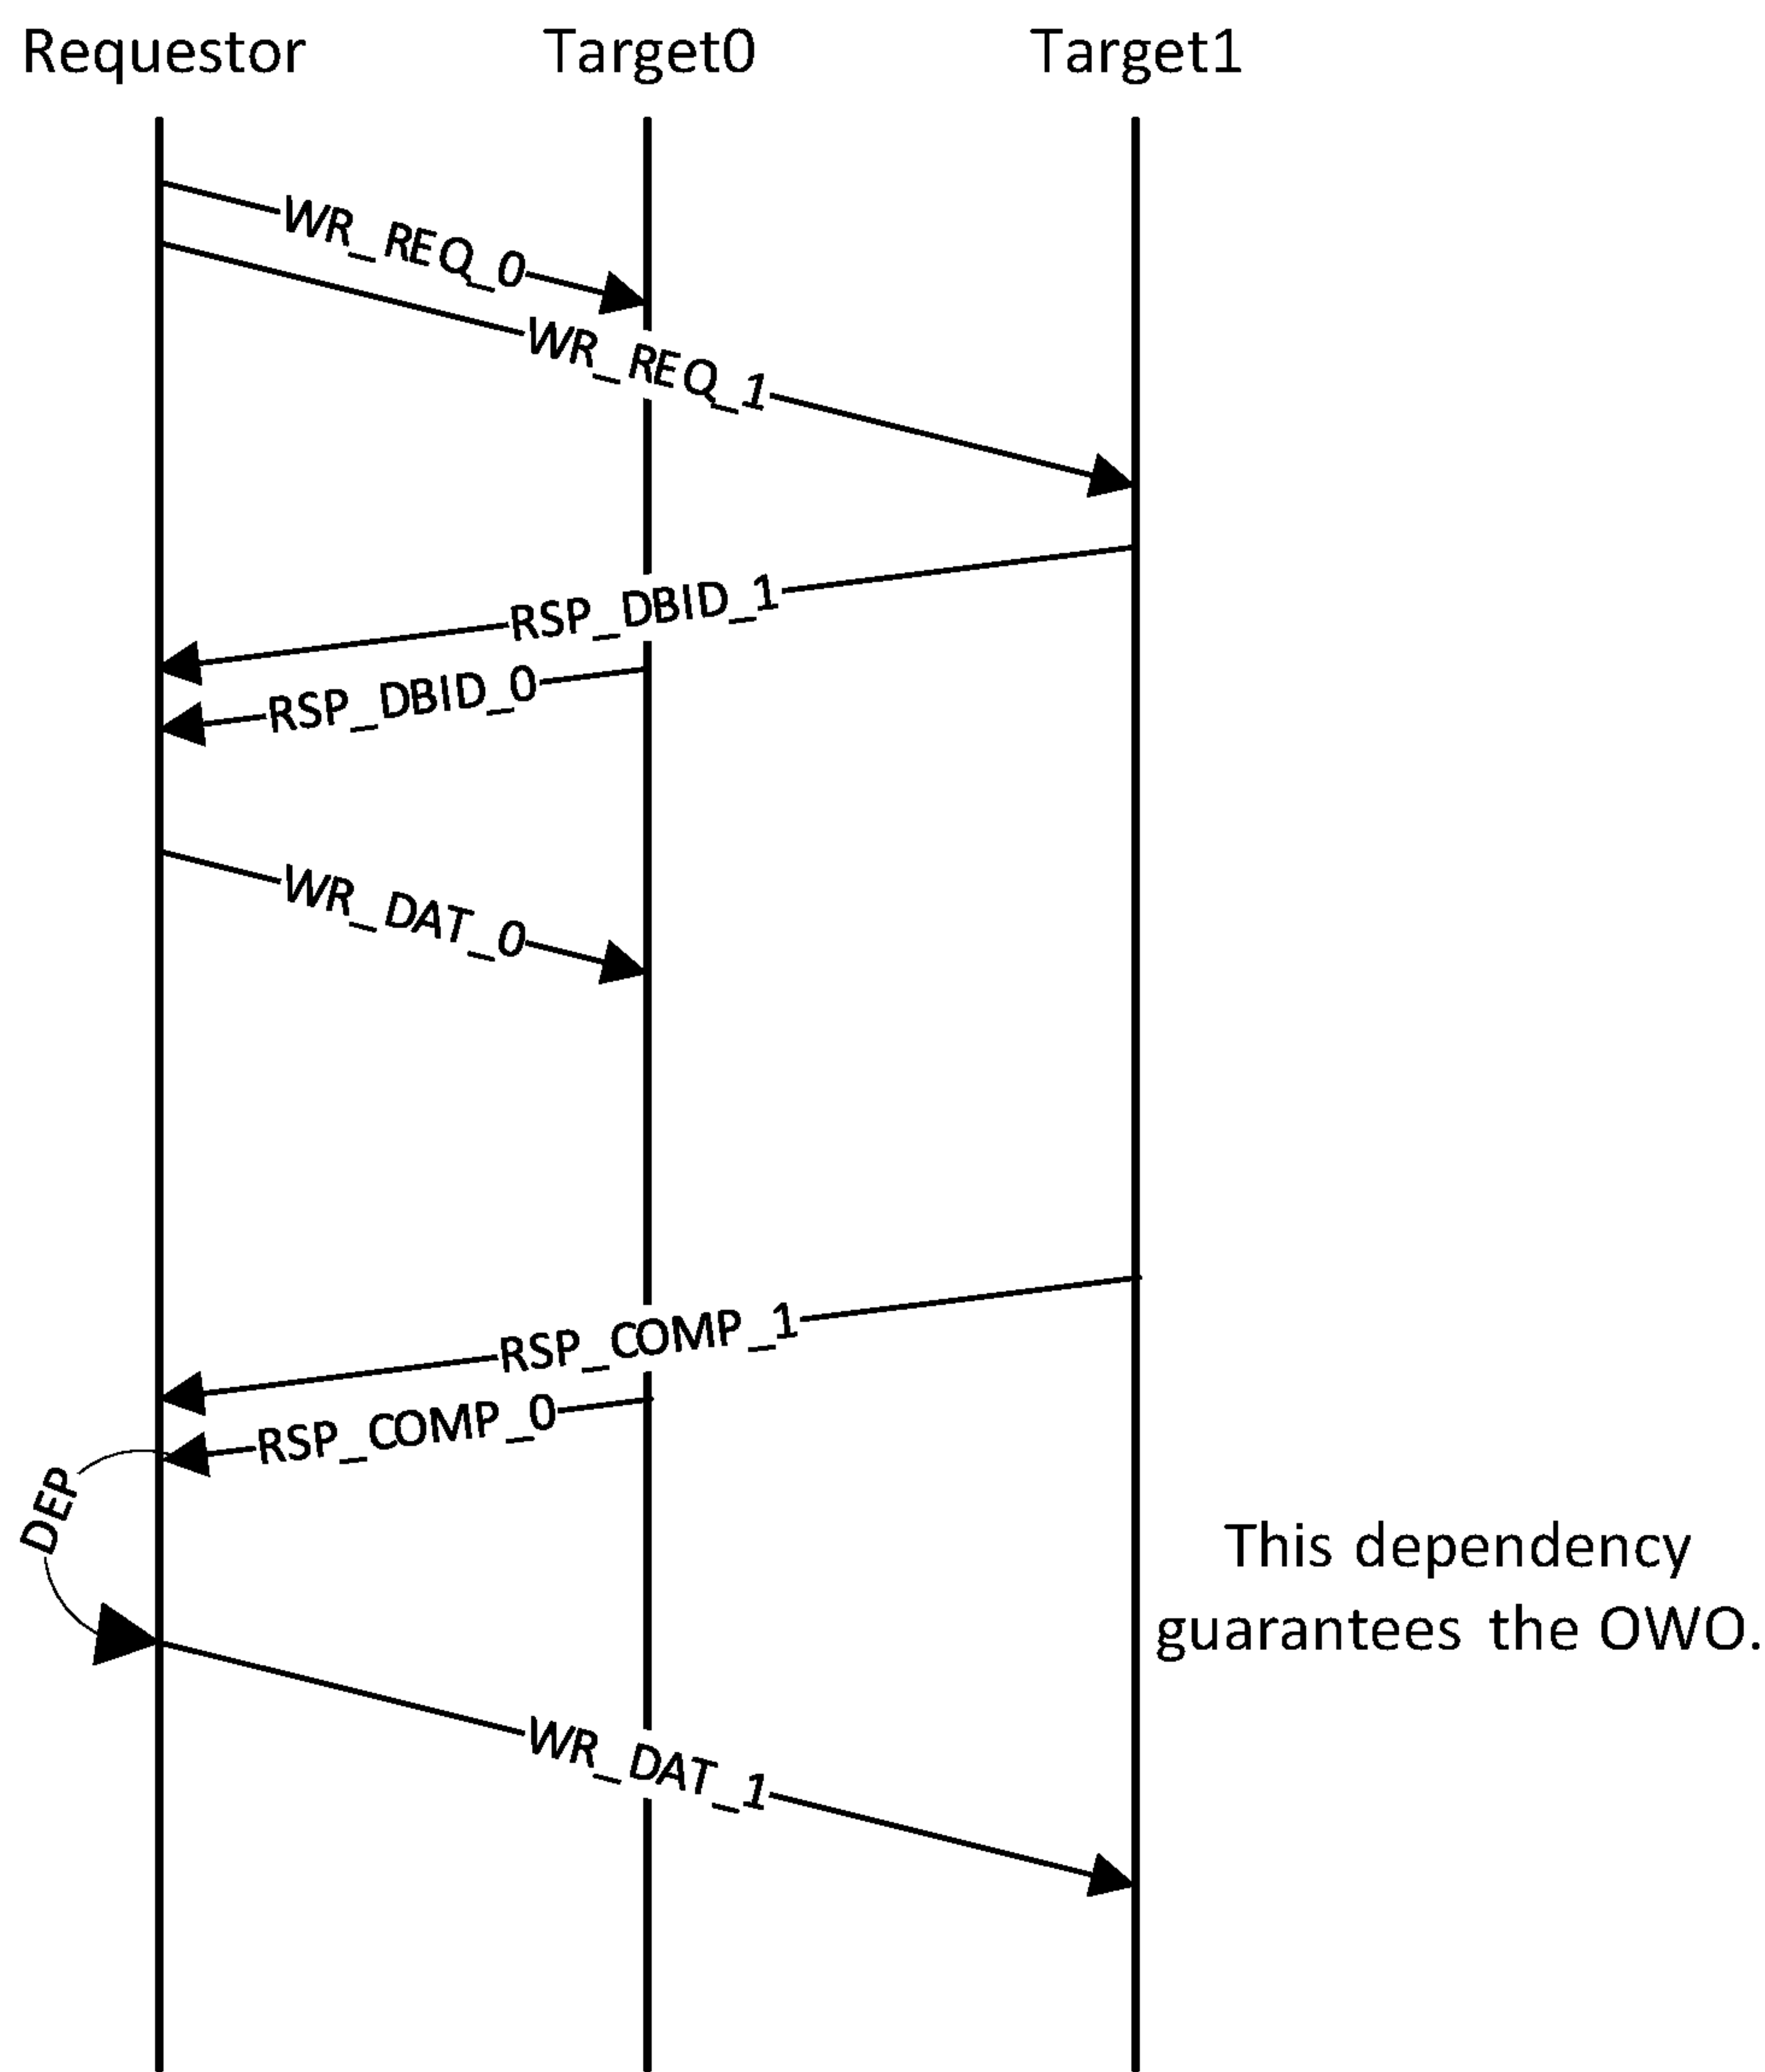 Requestor
Target0
Target1
WR_REQ_0
WR_REQ_1
RSP_DBID_1
RSP_DBID_0
WR_DAT_0
RSP_COMP_1
RSP_COMP_0
DEP
This dependency
guarantees the OWO.
WR_DAT_1